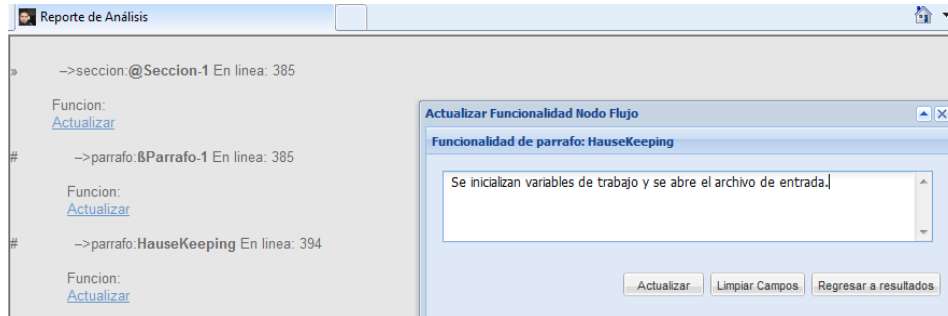 Reporte de Análisis
» –>seccion:@Seccion-1 En linea: 385
Funcion:
Actualizar
# –>parrafo:ßParrafo-1 En linea: 385
Funcion:
Actualizar
# –>parrafo:HauseKeeping En linea: 394
Funcion:
Actualizar
Actualizar Funcionalidad Nodo Flujo
Funcionalidad de parrafo: HauseKeeping
Se inicializan variables de trabajo y se abre el archivo de entrada.
Actualizar Limpiar Campos Regresar a resultados